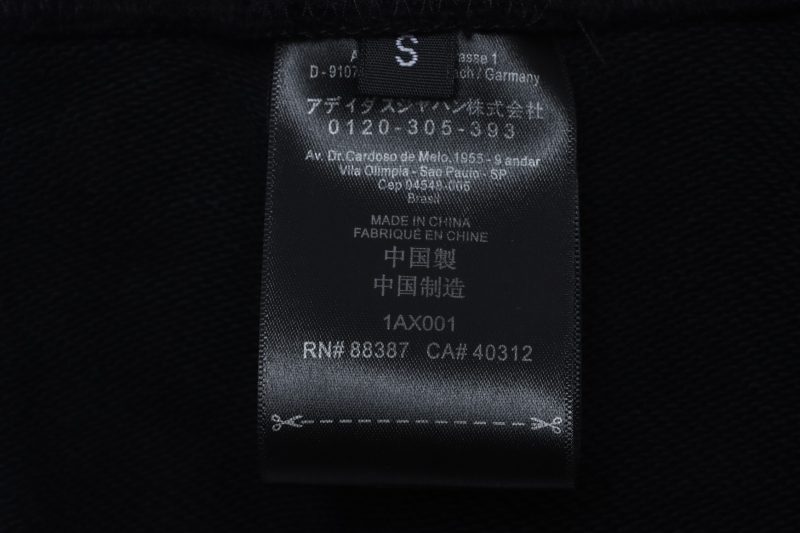 S
A asse 1
D - 9107 ach / Garmany
アディダスジャパン株式会社
0120-305-393
Av. Dr. Cardoso de Melo, 1955 - 9 andar
Vila Olimpia - Sao Paulo - SP
Cep 04548-005
Brasil
MADE IN CHINA
FABRIQUÉ EN CHINE
中国製
中国制造
1AX001
RN# 88387 CA# 40312